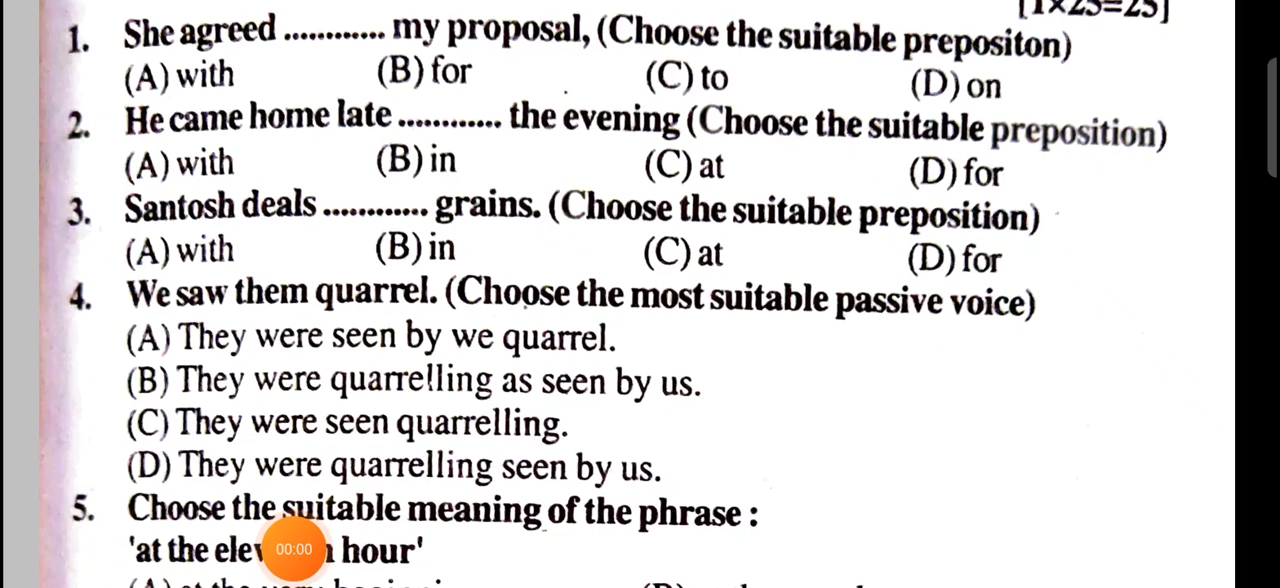 [1×25=25]
1. She agreed ............ my proposal, (Choose the suitable prepositon)
(A) with (B) for (C) to (D) on
2. He came home late ............ the evening (Choose the suitable preposition)
(A) with (B) in (C) at (D) for
3. Santosh deals ............ grains. (Choose the suitable preposition)
(A) with (B) in (C) at (D) for
4. We saw them quarrel. (Choose the most suitable passive voice)
(A) They were seen by we quarrel.
(B) They were quarrelling as seen by us.
(C) They were seen quarrelling.
(D) They were quarrelling seen by us.
5. Choose the suitable meaning of the phrase :
'at the hour'
00:00